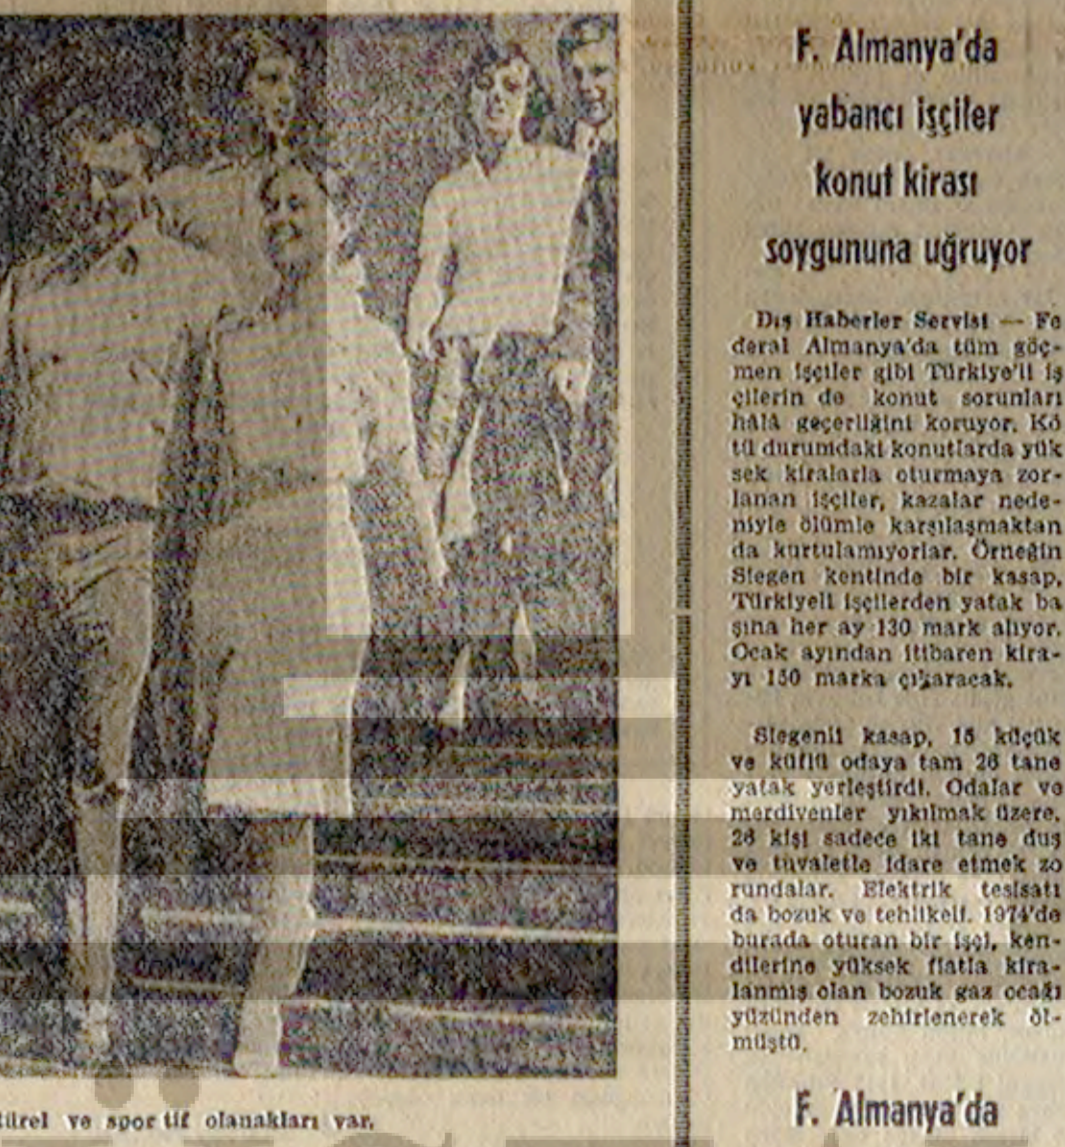 F. Almanya'da
yabancı işçiler
konut kirası
soygununa uğruyor
Dış Haberler Servisi — Fe
deral Almanya'da tüm göç-
men işçiler gibi Türkiye'li iş
çilerin de konut sorunları
hâlâ geçerliğini koruyor. Kö
tü durumdaki konutlarda yük
sek kiralarla oturmaya zor-
lanan işçiler, kazalar nede-
niyle ölümle karşılaşmaktan
da kurtulamıyorlar. Örneğin
Siegen kentinde bir kasap,
Türkiyeli işçilerden yatak ba
şına her ay 130 mark alıyor.
Ocak ayından itibaren kira-
yı 150 marka çıkaracak.
Siegenli kasap, 15 küçük
ve küflü odaya tam 26 tane
yatak yerleştirdi. Odalar ve
merdivenler yıkılmak üzere.
26 kişi sadece iki tane duş
ve tuvaletle idare etmek zo
rundalar. Elektrik tesisatı
da bozuk ve tehlikeli. 1974'de
burada oturan bir işçi, ken-
dilerine yüksek fiatla kira-
lanmış olan bozuk gaz ocağı
yüzünden zehirlenerek öl-
müştü.
F. Almanya'da
türel ve sportif olanakları var.